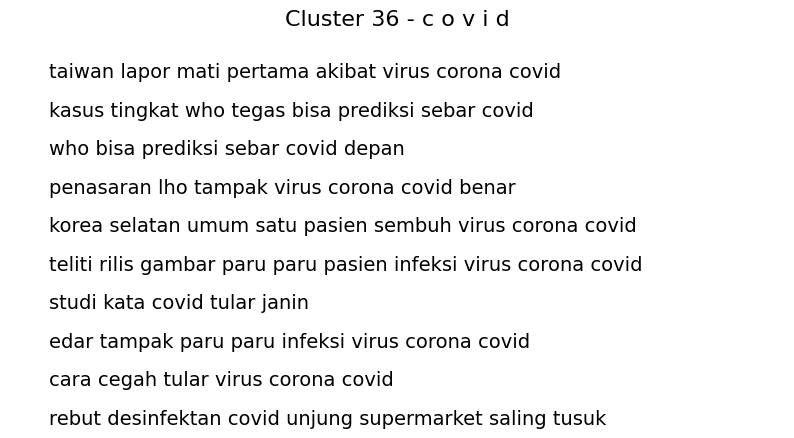 Cluster 36 - c o v i d
taiwan lapor mati pertama akibat virus corona covid
kasus tingkat who tegas bisa prediksi sebar covid
who bisa prediksi sebar covid depan
penasaran lho tampak virus corona covid benar
korea selatan umum satu pasien sembuh virus corona covid
teliti rilis gambar paru paru pasien infeksi virus corona covid
studi kata covid tular janin
edar tampak paru paru infeksi virus corona covid
cara cegah tular virus corona covid
rebut desinfektan covid unjung supermarket saling tusuk